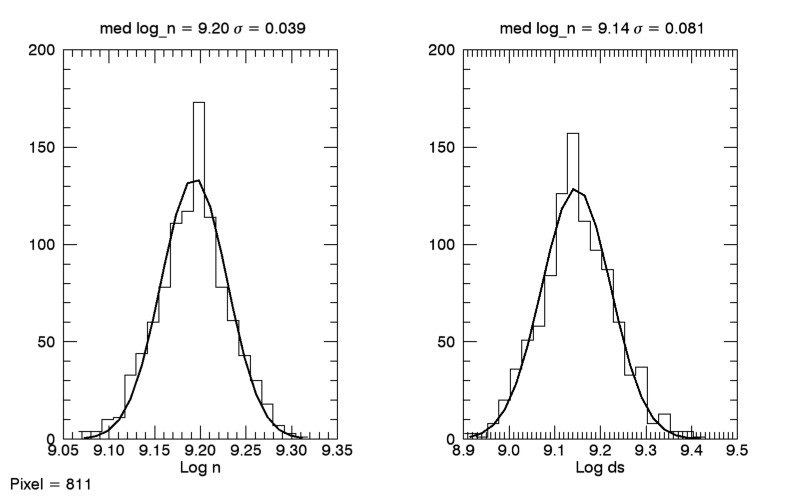 med log_n = 9.20 σ = 0.039
200
150
100
50
0
9.05 9.10 9.15 9.20 9.25 9.30 9.35
Log n
med log_n = 9.14 σ = 0.081
200
150
100
50
0
8.9 9.0 9.1 9.2 9.3 9.4 9.5
Log ds
Pixel = 811